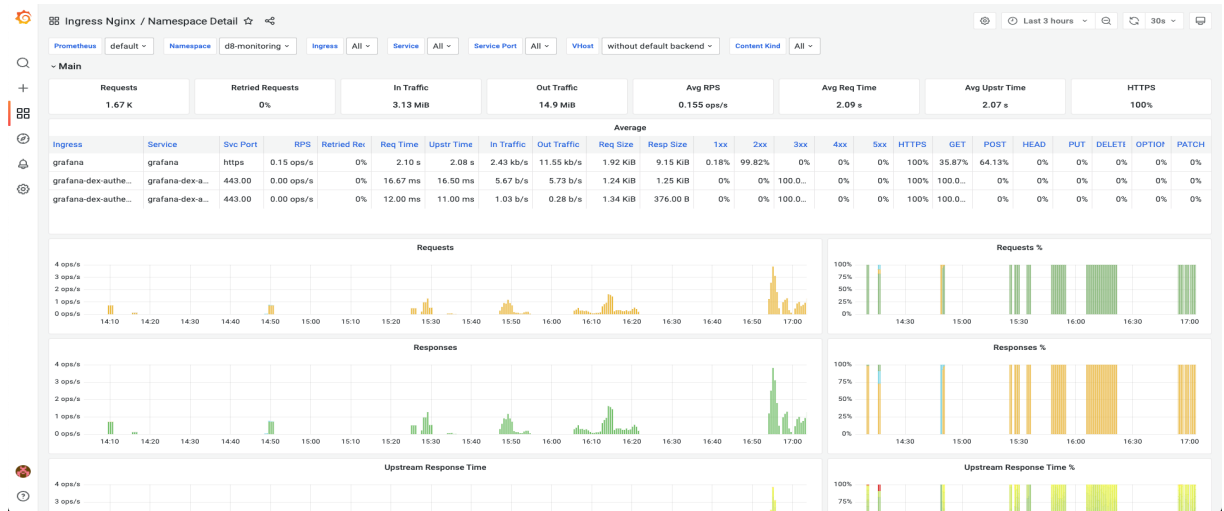 Ingress Nginx / Namespace Detail
Last 3 hours
30s
Prometheus default Namespace d8-monitoring Ingress All Service All Service Port All VHost without default backend Content Kind All
Main
Requests Retried Requests In Traffic Out Traffic Avg RPS Avg Req Time Avg Upstr Time HTTPS
1.67 K 0% 3.13 MiB 14.9 MiB 0.155 ops/s 2.09 s 2.07 s 100%
Average
Ingress Service Svc Port RPS Retried Rec Req Time Upstr Time In Traffic Out Traffic Req Size Resp Size 1xx 2xx 3xx 4xx 5xx HTTPS GET POST HEAD PUT DELETE OPTION PATCH
grafana grafana https 0.15 ops/s 0% 2.10 s 2.08 s 2.43 kb/s 11.55 kb/s 1.92 KiB 9.15 KiB 0.18% 99.82% 0% 0% 0% 100% 35.87% 64.13% 0% 0% 0% 0% 0%
grafana-dex-authe... grafana-dex-a... 443.00 0.00 ops/s 0% 16.67 ms 16.50 ms 5.67 b/s 5.73 b/s 1.24 KiB 1.25 KiB 0% 0% 100.0... 0% 0% 100% 100.0... 0% 0% 0% 0% 0% 0%
grafana-dex-authe... grafana-dex-a... 443.00 0.00 ops/s 0% 12.00 ms 11.00 ms 1.03 b/s 0.28 b/s 1.34 KiB 376.00 B 0% 0% 100.0... 0% 0% 100% 100.0... 0% 0% 0% 0% 0% 0%
Requests
4 ops/s
3 ops/s
2 ops/s
1 ops/s
0 ops/s
14:10 14:20 14:30 14:40 14:50 15:00 15:10 15:20 15:30 15:40 15:50 16:00 16:10 16:20 16:30 16:40 16:50 17:00
Requests %
100%
75%
50%
25%
0%
14:30 15:00 15:30 16:00 16:30 17:00
Responses
4 ops/s
3 ops/s
2 ops/s
1 ops/s
0 ops/s
14:10 14:20 14:30 14:40 14:50 15:00 15:10 15:20 15:30 15:40 15:50 16:00 16:10 16:20 16:30 16:40 16:50 17:00
Responses %
100%
75%
50%
25%
0%
14:30 15:00 15:30 16:00 16:30 17:00
Upstream Response Time
4 ops/s
3 ops/s
Upstream Response Time %
100%
75%